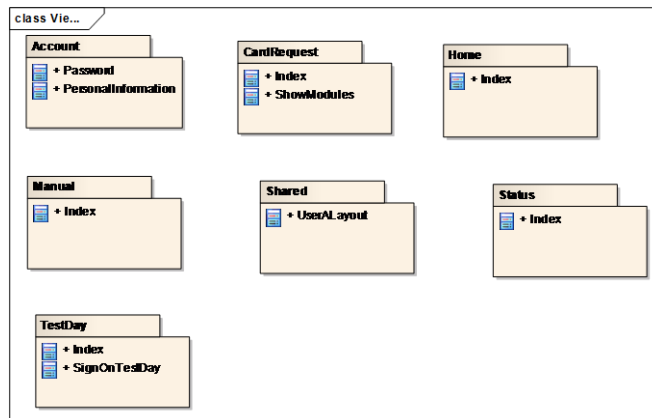 class Vie...
Account
+ Password
+ PersonalInformation
CardRequest
+ Index
+ ShowModules
Home
+ Index
Manual
+ Index
Shared
+ UserALayout
Status
+ Index
TestDay
+ Index
+ SignOnTestDay